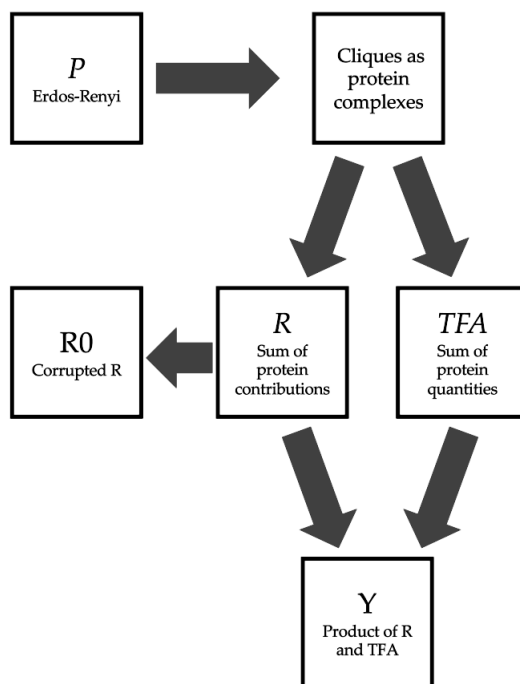 P
Erdos-Renyi
Cliques as
protein
complexes
R0
Corrupted R
R
Sum of
protein
contributions
TFA
Sum of
protein
quantities
Y
Product of R
and TFA